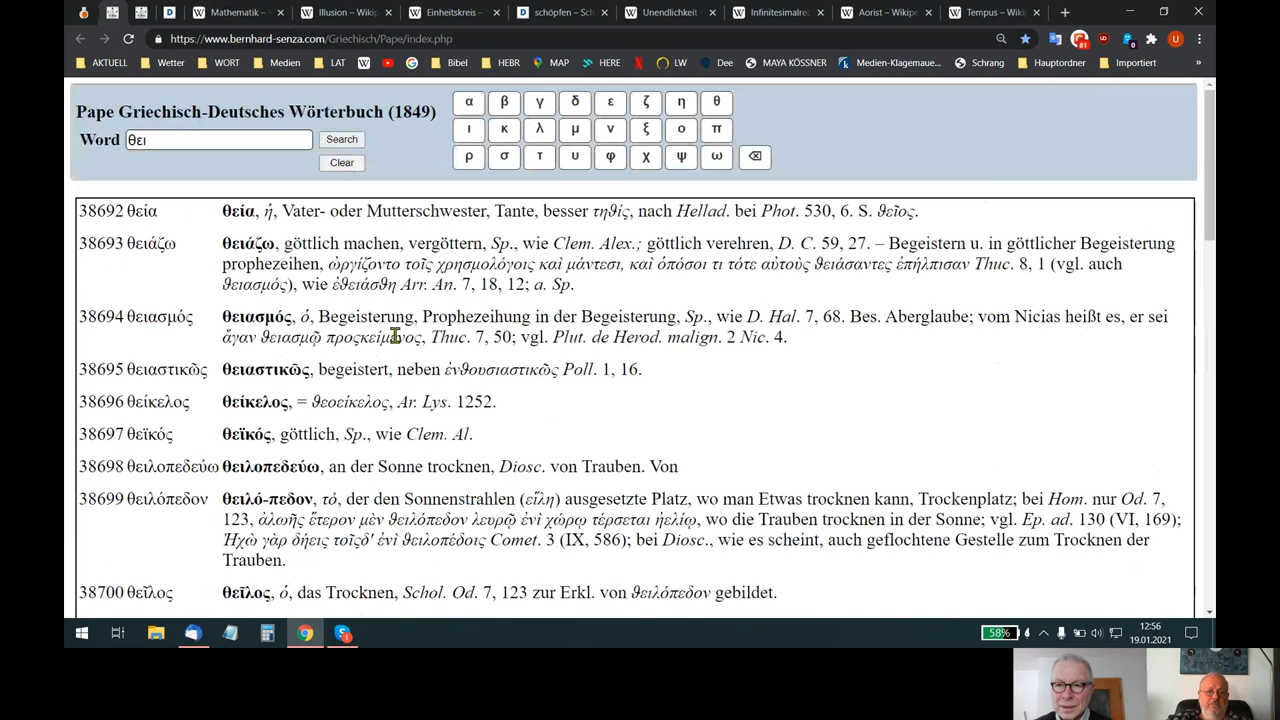 Mathematik – Illusion – Wikip Einheitskreis – schöpfen – Sc Unendlichkeit Infinitesimalre Aorist – Wikipe Tempus – Wiki
https://www.bernhard-senza.com/Griechisch/Pape/index.php
AKTUELL Wetter WORT Medien LAT Bibel HEBR MAP HERE LW Dee MAYA KÖSSNER Medien-Klagemaue... Schrang Hauptordner Importiert »
Pape Griechisch-Deutsches Wörterbuch (1849)
Word θει Search
Clear
α β γ δ ε ζ η θ
ι κ λ μ ν ξ ο π
ρ σ τ υ φ χ ψ ω ⌫
38692 θεία θεία, ἡ, Vater- oder Mutterschwester, Tante, besser τηθίς, nach Hellad. bei Phot. 530, 6. S. θεῖος.
38693 θειάζω θειάζω, göttlich machen, vergöttern, Sp., wie Clem. Alex.; göttlich verehren, D. C. 59, 27. – Begeistern u. in göttlicher Begeisterung
prophezeihen, ὠργίζοντο τοῖς χρησμολόγοις καὶ μάντεσι, καὶ ὁπόσοι τι τότε αὐτοὺς θειάσαντες ἐπήλπισαν Thuc. 8, 1 (vgl. auch
θειασμός), wie ἐθειάσθη Arr. An. 7, 18, 12; a. Sp.
38694 θειασμός θειασμός, ὁ, Begeisterung, Prophezeihung in der Begeisterung, Sp., wie D. Hal. 7, 68. Bes. Aberglaube; vom Nicias heißt es, er sei
ἄγαν θειασμῷ προςκείμενος, Thuc. 7, 50; vgl. Plut. de Herod. malign. 2 Nic. 4.
38695 θειαστικῶς θειαστικῶς, begeistert, neben ἐνθουσιαστικῶς Poll. 1, 16.
38696 θείκελος θείκελος, = θεοείκελος, Ar. Lys. 1252.
38697 θεϊκός θεϊκός, göttlich, Sp., wie Clem. Al.
38698 θειλοπεδεύω θειλοπεδεύω, an der Sonne trocknen, Diosc. von Trauben. Von
38699 θειλόπεδον θειλό-πεδον, τό, der den Sonnenstrahlen (εἵλη) ausgesetzte Platz, wo man Etwas trocknen kann, Trockenplatz; bei Hom. nur Od. 7,
123, ἀλωῆς ἕτερον μὲν θειλόπεδον λευρῷ ἐνὶ χώρῳ τέρσεται ἠελίῳ, wo die Trauben trocknen in der Sonne; vgl. Ep. ad. 130 (VI, 169);
Ἠχὼ γὰρ δήεις τοῖςδ' ἐνὶ θειλοπέδοις Comet. 3 (IX, 586); bei Diosc., wie es scheint, auch geflochtene Gestelle zum Trocknen der
Trauben.
38700 θεῖλος θεῖλος, ὁ, das Trocknen, Schol. Od. 7, 123 zur Erkl. von θειλόπεδον gebildet.
58% 12:56
19.01.2021